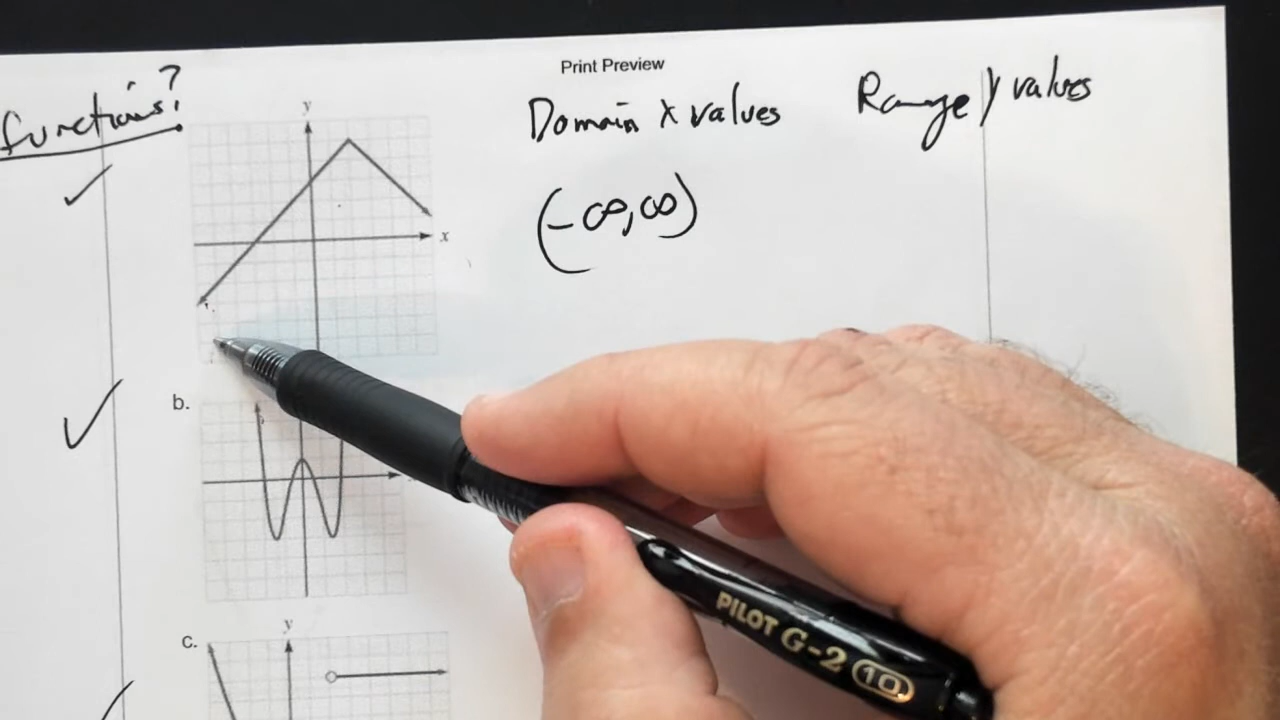 Print Preview
functions?
Domain x values
Range y values
y
(-∞,∞)
x
b.
c.
y
PILOT G-2 10